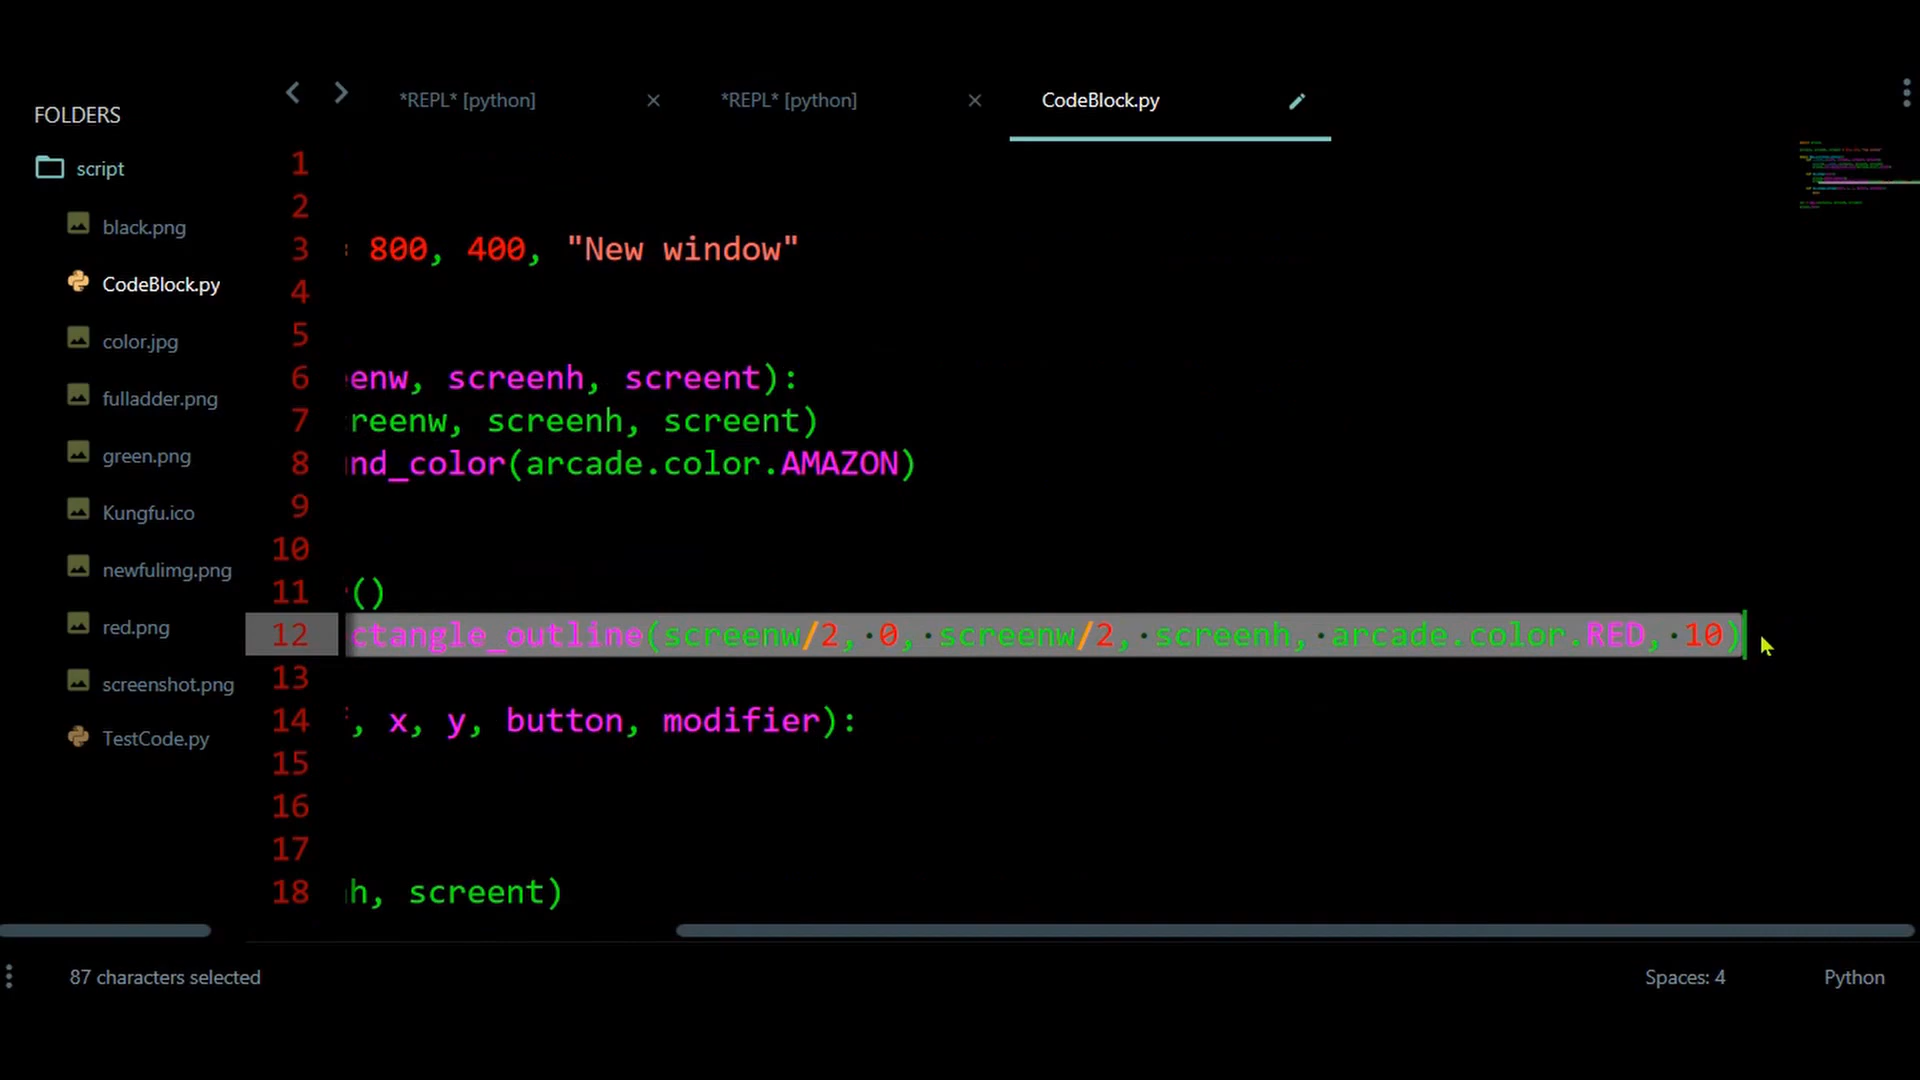 *REPL* [python]
*REPL* [python]
CodeBlock.py
FOLDERS
script
black.png
CodeBlock.py
color.jpg
fulladder.png
green.png
Kungfu.ico
newfulimg.png
red.png
screenshot.png
TestCode.py
1
2
3 800, 400, "New window"
4
5
6 enw, screenh, screent):
7 reenw, screenh, screent)
8 nd_color(arcade.color.AMAZON)
9
10
11 ()
12 ctangle_outline(screenw/2, 0, screenw/2, screenh, arcade.color.RED, 10)
13
14 , x, y, button, modifier):
15
16
17
18 h, screent)
87 characters selected
Spaces: 4
Python